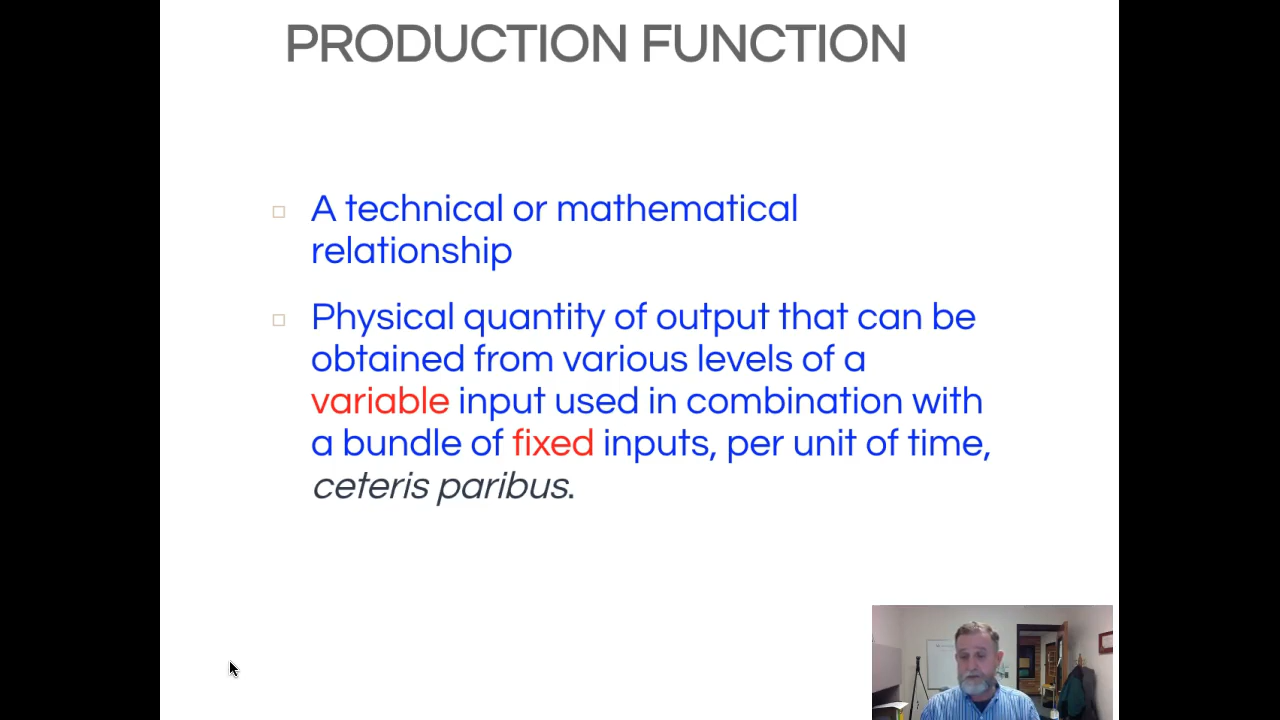 PRODUCTION FUNCTION
A technical or mathematical
relationship
Physical quantity of output that can be
obtained from various levels of a
variable input used in combination with
a bundle of fixed inputs, per unit of time,
ceteris paribus.